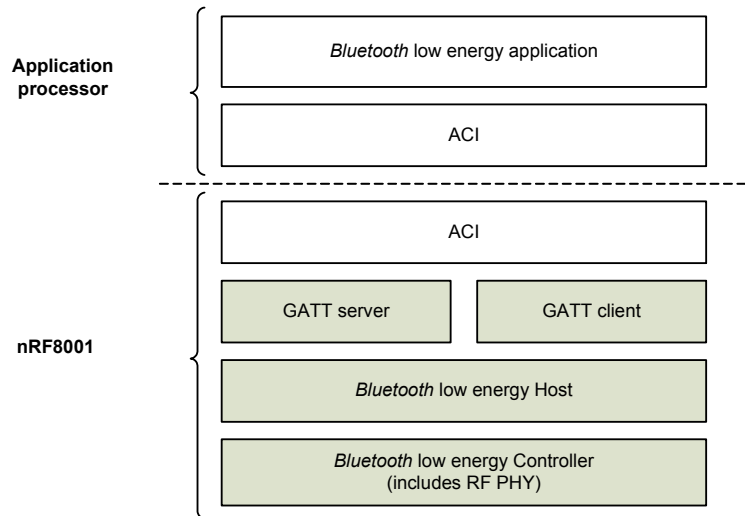 Bluetooth low energy application
Application
processor
ACI
ACI
GATT server
GATT client
nRF8001
Bluetooth low energy Host
Bluetooth low energy Controller
(includes RF PHY)